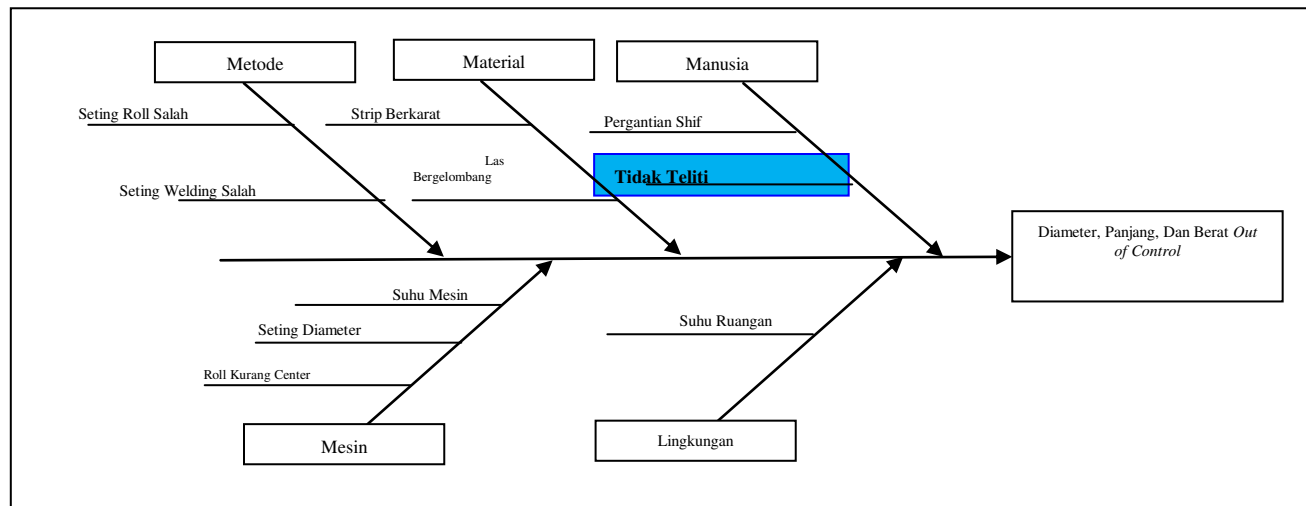 Metode
Material
Manusia
Seting Roll Salah
Strip Berkarat
Pergantian Shif
Las
Bergelombang
Tidak Teliti
Seting Welding Salah
Diameter, Panjang, Dan Berat Out
of Control
Suhu Mesin
Seting Diameter
Suhu Ruangan
Roll Kurang Center
Mesin
Lingkungan